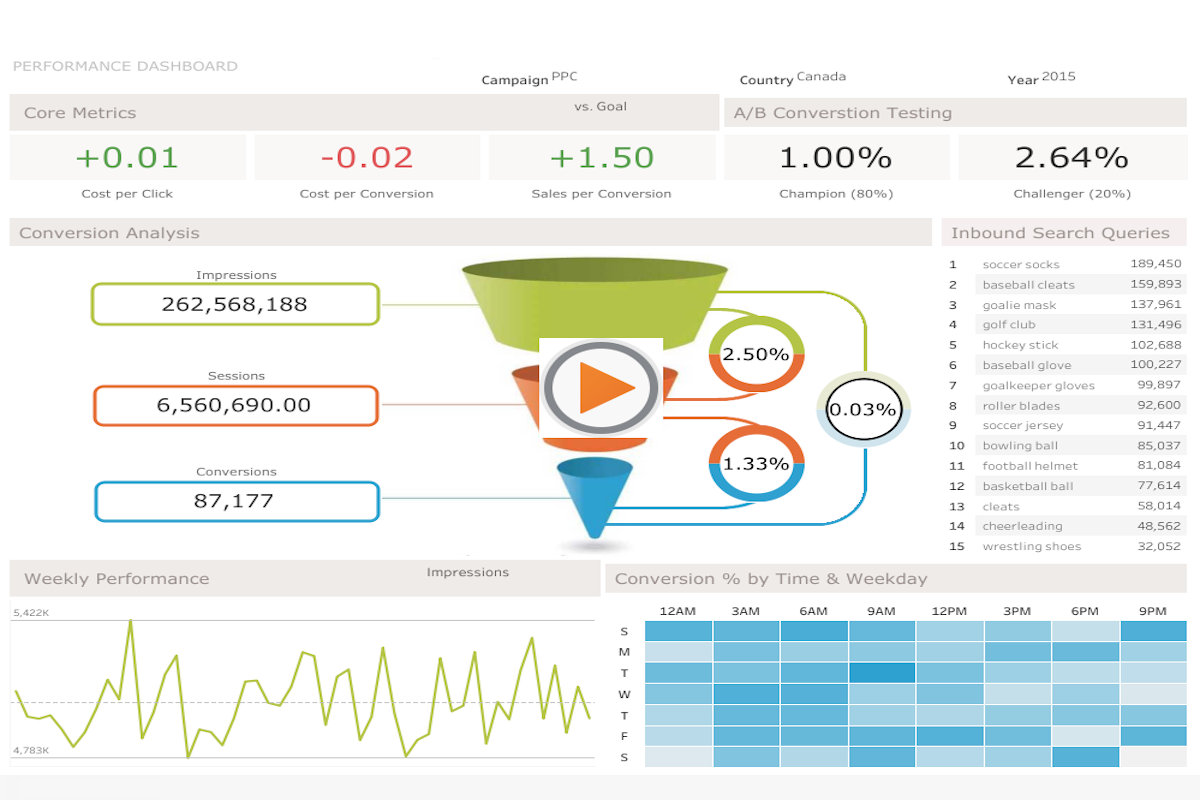 PERFORMANCE DASHBOARD
Campaign PPC
Country Canada
Year 2015
Core Metrics
vs. Goal
A/B Converstion Testing
+0.01
-0.02
+1.50
1.00%
2.64%
Cost per Click
Cost per Conversion
Sales per Conversion
Champion (80%)
Challenger (20%)
Conversion Analysis
Impressions
262,568,188
Sessions
6,560,690.00
Conversions
87,177
2.50%
0.03%
1.33%
Inbound Search Queries
1 soccer socks 189,450
2 baseball cleats 159,893
3 goalie mask 137,961
4 golf club 131,496
5 hockey stick 102,688
6 baseball glove 100,227
7 goalkeeper gloves 99,897
8 roller blades 92,600
9 soccer jersey 91,447
10 bowling ball 85,037
11 football helmet 81,084
12 basketball ball 77,614
13 cleats 58,014
14 cheerleading 48,562
15 wrestling shoes 32,052
Weekly Performance
Impressions
5,422K
4,783K
Conversion % by Time & Weekday
12AM 3AM 6AM 9AM 12PM 3PM 6PM 9PM
S
M
T
W
T
F
S